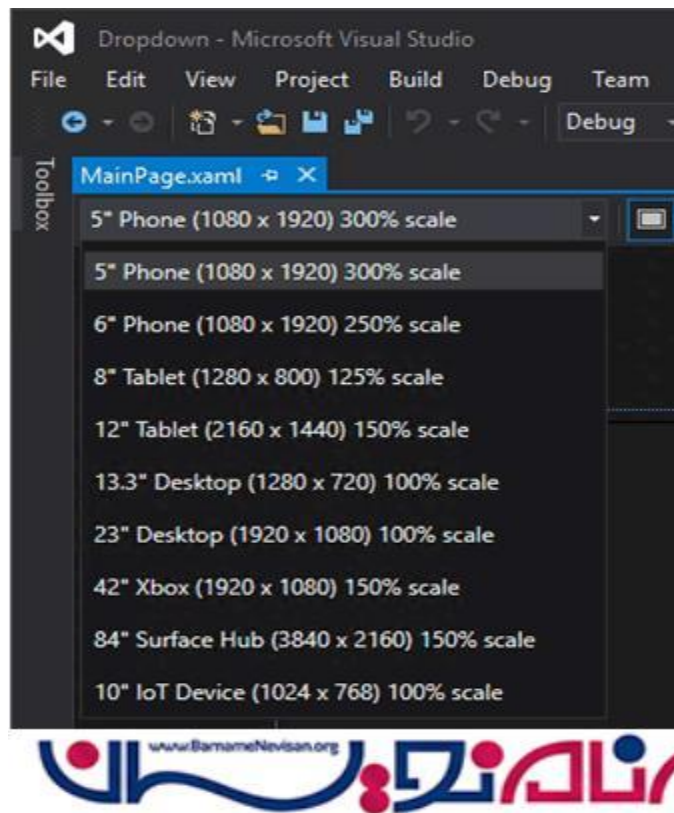 Dropdown - Microsoft Visual Studio
File Edit View Project Build Debug Team
Debug
Toolbox
MainPage.xaml
5" Phone (1080 x 1920) 300% scale
5" Phone (1080 x 1920) 300% scale
6" Phone (1080 x 1920) 250% scale
8" Tablet (1280 x 800) 125% scale
12" Tablet (2160 x 1440) 150% scale
13.3" Desktop (1280 x 720) 100% scale
23" Desktop (1920 x 1080) 100% scale
42" Xbox (1920 x 1080) 150% scale
84" Surface Hub (3840 x 2160) 150% scale
10" IoT Device (1024 x 768) 100% scale
www.BarnameNevisan.org